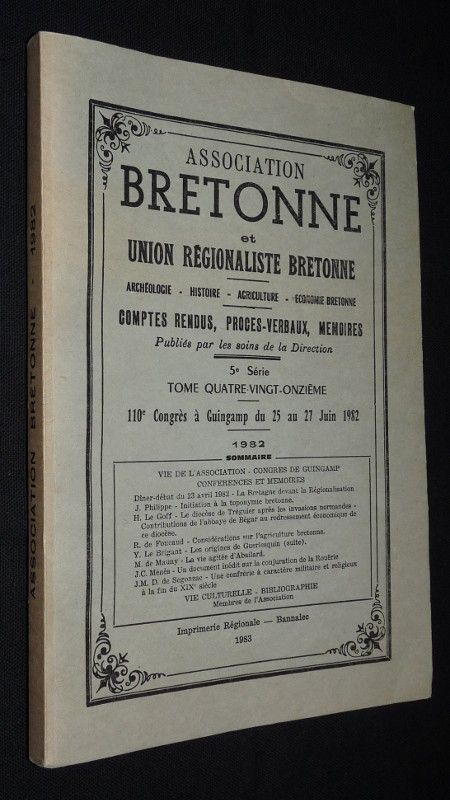 ASSOCIATION BRETONNE - 1982
ASSOCIATION
BRETONNE
et
UNION RÉGIONALISTE BRETONNE
ARCHÉOLOGIE - HISTOIRE - AGRICULTURE - ECONOMIE BRETONNE
COMPTES RENDUS, PROCES-VERBAUX, MEMOIRES
Publiés par les soins de la Direction
5e Série
TOME QUATRE-VINGT-ONZIÈME
110e Congrès à Guingamp du 25 au 27 Juin 1982
1982
SOMMAIRE
VIE DE L'ASSOCIATION - CONGRES DE GUINGAMP
CONFERENCES ET MEMOIRES
Dîner-débat du 23 avril 1982 - La Bretagne devant la Régionalisation
J. Philippe - Initiation à la toponymie bretonne.
H. Le Goff - Le diocèse de Tréguier après les invasions normandes -
Contributions de l'abbaye de Bégar au redressement économique de
ce diocèse.
R. de Foucaud - Considérations sur l'agriculture bretonne.
Y. Le Brigant - Les origines de Guerlesquin (suite).
M. de Mauny - La vie agitée d'Abailard.
J.C. Menès - Un document inédit sur la conjuration de la Rouërie
J.M. D. de Segonzac - Une confrérie à caractère militaire et religieux
à la fin du XIXe siècle
VIE CULTURELLE - BIBLIOGRAPHIE
Membres de l'Association
Imprimerie Régionale — Bannalec
1983